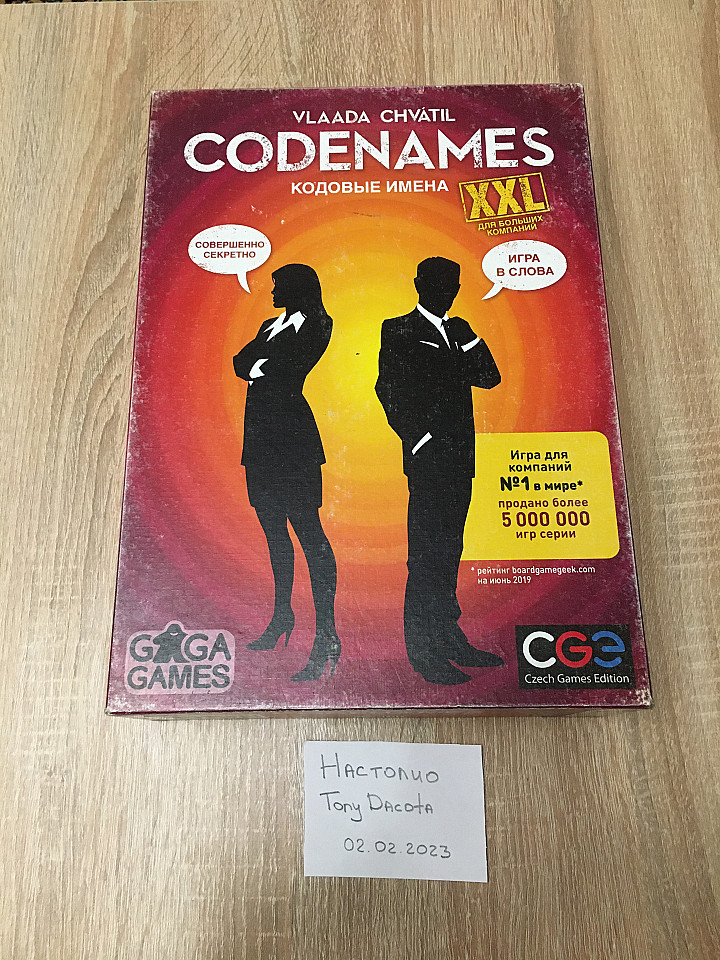 VLAADA CHVÁTIL
CODENAMES
КОДОВЫЕ ИМЕНА
XXL
ДЛЯ БОЛЬШИХ
КОМПАНИЙ
СОВЕРШЕННО
СЕКРЕТНО
ИГРА
В СЛОВА
Игра для
компаний
№1 в мире*
продано более
5 000 000
игр серии
* рейтинг boardgamegeek.com
на июнь 2019
GAGA
GAMES
CGE
Czech Games Edition
Настолио
Tony Dacota
02.02.2023